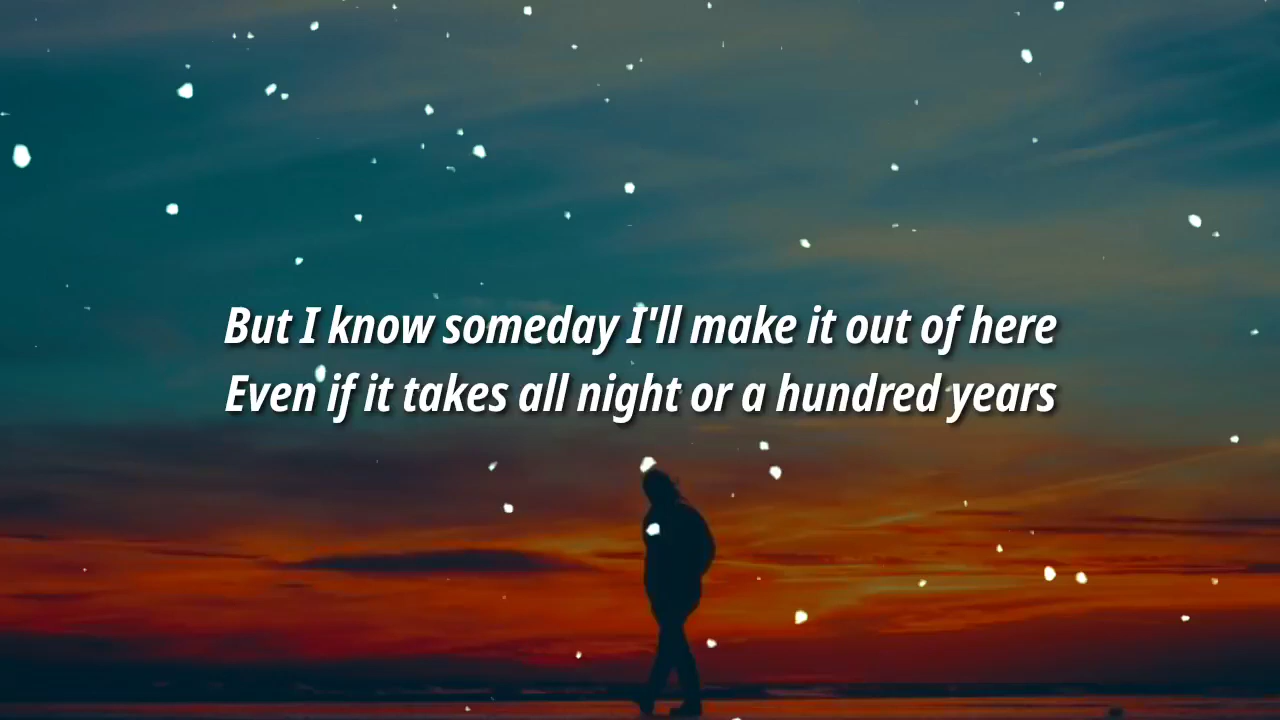 But I know someday I'll make it out of here
Even if it takes all night or a hundred years